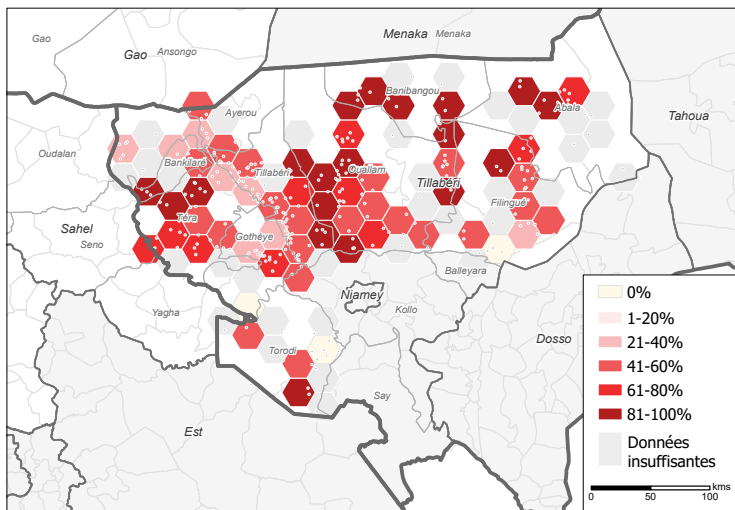 Menaka
Menaka
Gao
Gao
Ansongo
Banibangou
Tahoua
Abala
Ayerou
Oudalan
Bankilaré
Tillabéri
Ouallam
Tillabéri
Filingué
Téra
Sahel
Seno
Gothèye
Balleyara
Niamey
Yagha
Kollo
Dosso
Torodi
Say
Est
0%
1-20%
21-40%
41-60%
61-80%
81-100%
Données
insuffisantes
kms
0 50 100